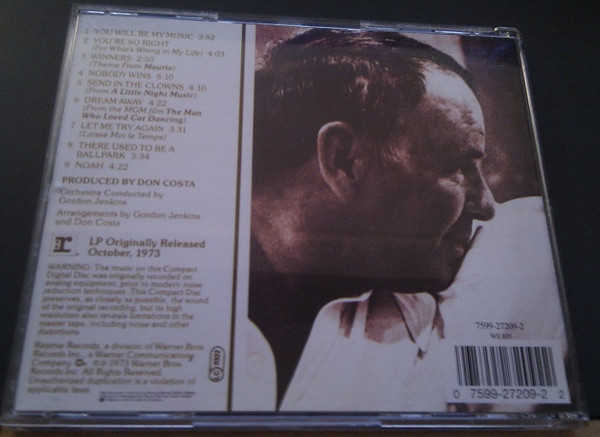 1 YOU WILL BE MY MUSIC 3:52
2 YOU'RE SO RIGHT
(For What's Wrong in My Life) 4:03
3 WINNERS 2:50
(Theme From Maurie)
4 NOBODY WINS 5:10
5 SEND IN THE CLOWNS 4:10
(From A Little Night Music)
6 DREAM AWAY 4:22
(From the MGM film The Man
Who Loved Cat Dancing)
7 LET ME TRY AGAIN 3:31
(Laisse Moi le Temps)
8 THERE USED TO BE A
BALLPARK 3:34
9 NOAH 4:22
PRODUCED BY DON COSTA
Orchestra Conducted by
Gordon Jenkins
Arrangements by Gordon Jenkins
and Don Costa
r
LP Originally Released
October, 1973
WARNING: The music on this Compact
Digital Disc was originally recorded on
analog equipment, prior to modern noise
reduction techniques. This Compact Disc
preserves, as closely as possible, the sound
of the original recording, but its high
resolution also reveals limitations in the
master tape, including noise and other
distortions.
Reprise Records, a division of Warner Bros.
Records Inc., a Warner Communications
Company. ℗© 1973 Warner Bros.
Records Inc. All Rights Reserved.
Unauthorized duplication is a violation of
applicable laws.
7599-27209-2
WE 835
0 7599-27209-2 2